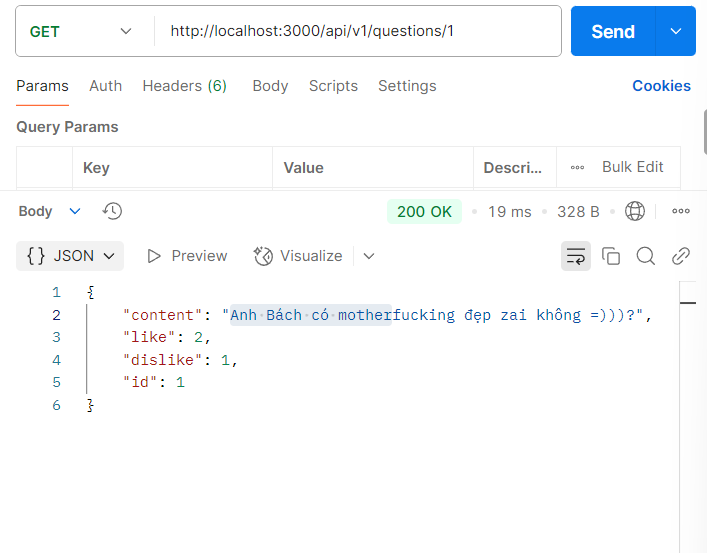 GET http://localhost:3000/api/v1/questions/1 Send
Params Auth Headers (6) Body Scripts Settings Cookies
Query Params
Key Value Descri... Bulk Edit
Body 200 OK 19 ms 328 B
{} JSON Preview Visualize
1 {
2 "content": "Anh Bách có motherfucking đẹp zai không =)))?",
3 "like": 2,
4 "dislike": 1,
5 "id": 1
6 }